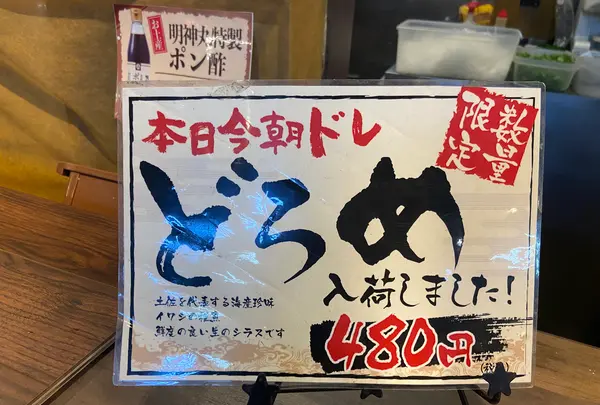 おすすめ
明神丸特製
ポン酢
本日今朝ドレ
数量
限定
どろめ
入荷しました!
土佐を代表する海産珍味
イワシの稚魚
鮮度の良い生のシラスです
480円